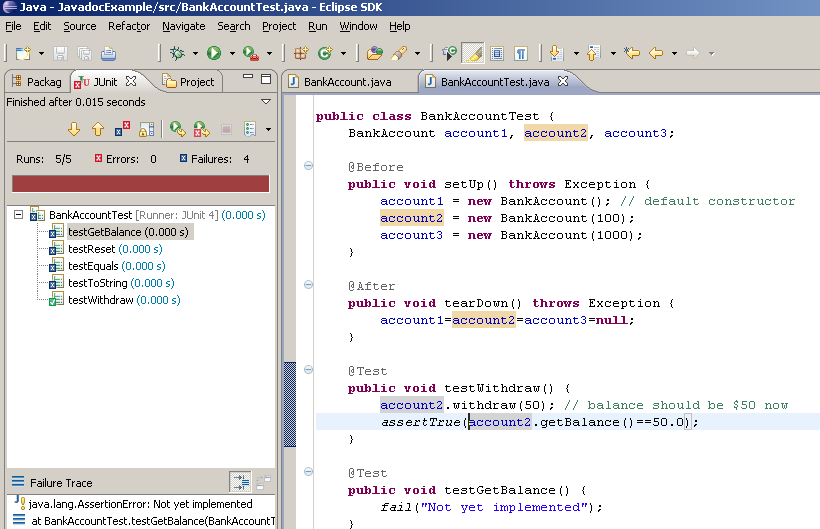 Java - JavadocExample/src/BankAccountTest.java - Eclipse SDK
File Edit Source Refactor Navigate Search Project Run Window Help
Packag JUnit Project
Finished after 0.015 seconds
Runs: 5/5 Errors: 0 Failures: 4
BankAccountTest [Runner: JUnit 4] (0.000 s)
testGetBalance (0.000 s)
testReset (0.000 s)
testEquals (0.000 s)
testToString (0.000 s)
testWithdraw (0.000 s)
Failure Trace
java.lang.AssertionError: Not yet implemented
at BankAccountTest.testGetBalance(BankAccountT
BankAccount.java BankAccountTest.java
public class BankAccountTest {
BankAccount account1, account2, account3;
@Before
public void setUp() throws Exception {
account1 = new BankAccount(); // default constructor
account2 = new BankAccount(100);
account3 = new BankAccount(1000);
}
@After
public void tearDown() throws Exception {
account1=account2=account3=null;
}
@Test
public void testWithdraw() {
account2.withdraw(50); // balance should be $50 now
assertTrue(account2.getBalance()==50.0);
}
@Test
public void testGetBalance() {
fail("Not yet implemented");
}